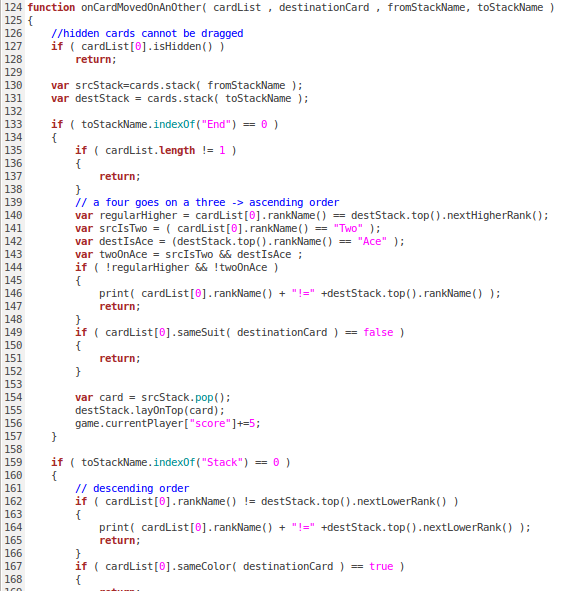 124 function onCardMovedOnAnOther( cardList , destinationCard , fromStackName, toStackName )
125 {
126     //hidden cards cannot be dragged
127     if ( cardList[0].isHidden() )
128         return;
129
130     var srcStack=cards.stack( fromStackName );
131     var destStack = cards.stack( toStackName );
132
133     if ( toStackName.indexOf("End") == 0 )
134     {
135         if ( cardList.length != 1 )
136         {
137             return;
138         }
139         // a four goes on a three -> ascending order
140         var regularHigher = cardList[0].rankName() == destStack.top().nextHigherRank();
141         var srcIsTwo = ( cardList[0].rankName() == "Two" );
142         var destIsAce = (destStack.top().rankName() == "Ace" );
143         var twoOnAce = srcIsTwo && destIsAce ;
144         if ( !regularHigher && !twoOnAce )
145         {
146             print( cardList[0].rankName() + "!=" +destStack.top().rankName() );
147             return;
148         }
149         if ( cardList[0].sameSuit( destinationCard ) == false )
150         {
151             return;
152         }
153
154         var card = srcStack.pop();
155         destStack.layOnTop(card);
156         game.currentPlayer["score"]+=5;
157     }
158
159     if ( toStackName.indexOf("Stack") == 0 )
160     {
161         // descending order
162         if ( cardList[0].rankName() != destStack.top().nextLowerRank() )
163         {
164             print( cardList[0].rankName() + "!=" +destStack.top().nextLowerRank() );
165             return;
166         }
167         if ( cardList[0].sameColor( destinationCard ) == true )
168         {